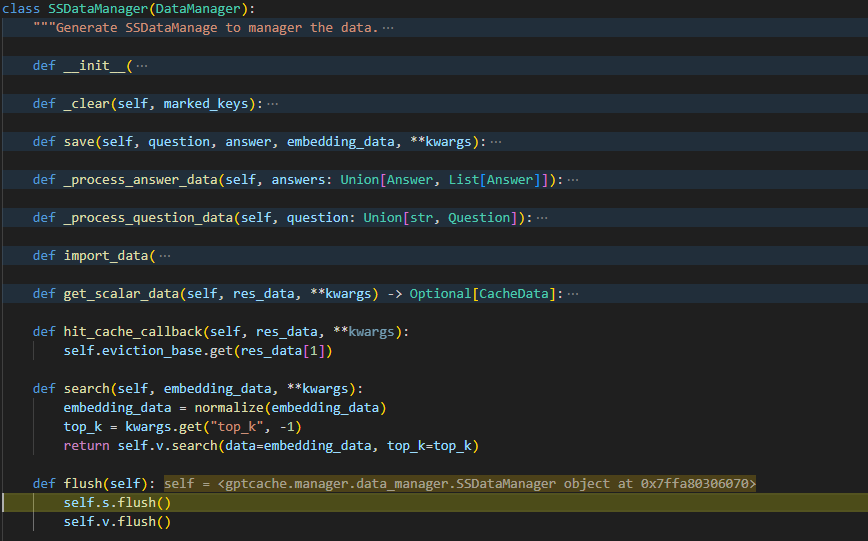 class SSDataManager(DataManager):
    """Generate SSDataManage to manager the data. ···
    def __init__( ···
    def _clear(self, marked_keys): ···
    def save(self, question, answer, embedding_data, **kwargs): ···
    def _process_answer_data(self, answers: Union[Answer, List[Answer]]): ···
    def _process_question_data(self, question: Union[str, Question]): ···
    def import_data( ···
    def get_scalar_data(self, res_data, **kwargs) -> Optional[CacheData]: ···
    def hit_cache_callback(self, res_data, **kwargs):
        self.eviction_base.get(res_data[1])
    def search(self, embedding_data, **kwargs):
        embedding_data = normalize(embedding_data)
        top_k = kwargs.get("top_k", -1)
        return self.v.search(data=embedding_data, top_k=top_k)
    def flush(self): self = <gptcache.manager.data_manager.SSDataManager object at 0x7ffa80306070>
        self.s.flush()
        self.v.flush()